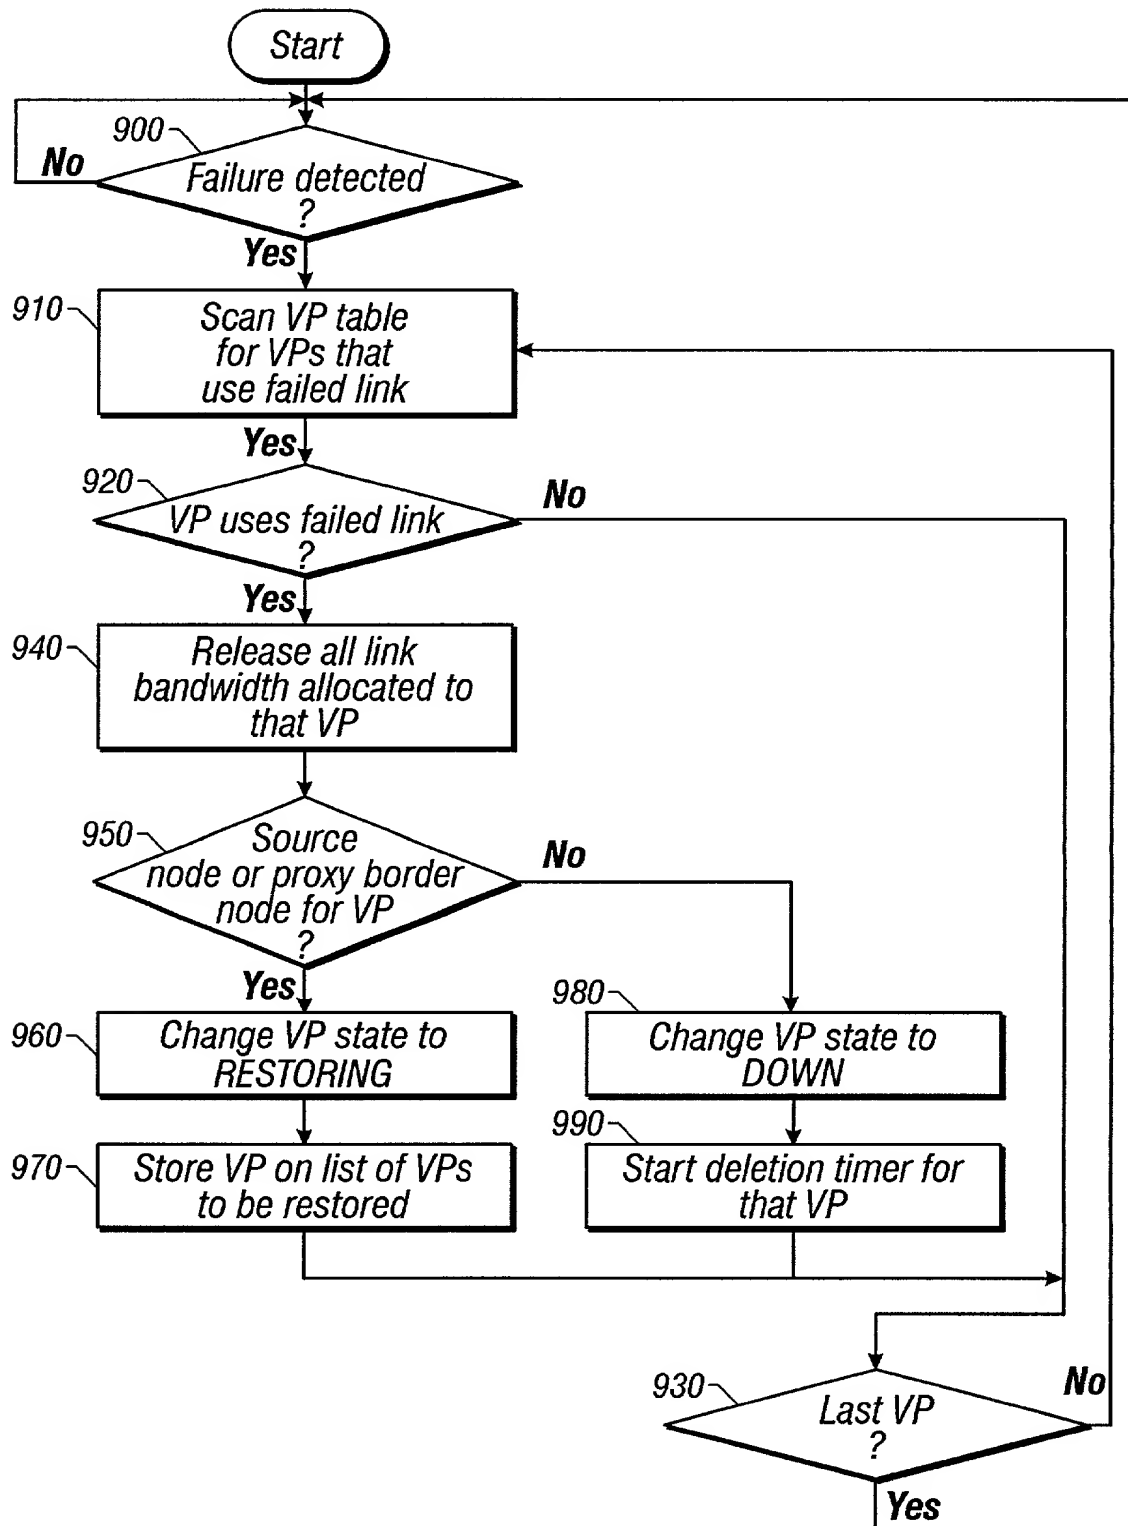 Start
900
No
Failure detected
?
Yes
910
Scan VP table
for VPs that
use failed link
Yes
920
No
VP uses failed link
?
Yes
940
Release all link
bandwidth allocated to
that VP
950
Source
node or proxy border
node for VP
?
No
Yes
960
Change VP state to
RESTORING
980
Change VP state to
DOWN
970
Store VP on list of VPs
to be restored
990
Start deletion timer for
that VP
930
Last VP
?
No
Yes